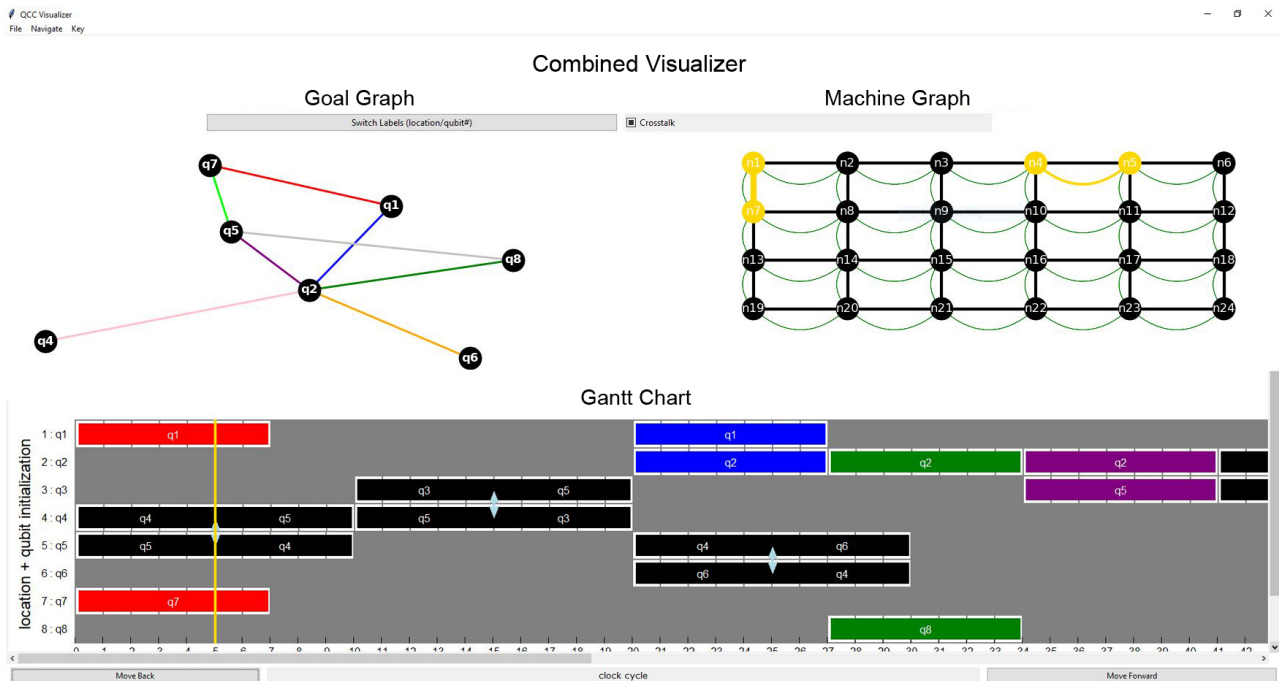 QCC Visualizer
File Navigate Key
Combined Visualizer
Goal Graph
Machine Graph
Switch Labels (location/qubit#)
Crosstalk
q7
q1
q5
q8
q2
q4
q6
n1 n2 n3 n4 n5 n6
n7 n8 n9 n10 n11 n12
n13 n14 n15 n16 n17 n18
n19 n20 n21 n22 n23 n24
Gantt Chart
location + qubit initialization
1 : q1 q1 q1
2 : q2 q2 q2 q2
3 : q3 q3 q5 q5
4 : q4 q4 q5 q5 q3
5 : q5 q5 q4 q4 q6
6 : q6 q6 q4
7 : q7 q7
8 : q8 q8
0 1 2 3 4 5 6 7 8 9 10 11 12 13 14 15 16 17 18 19 20 21 22 23 24 25 26 27 28 29 30 31 32 33 34 35 36 37 38 39 40 41 42
Move Back
clock cycle
Move Forward